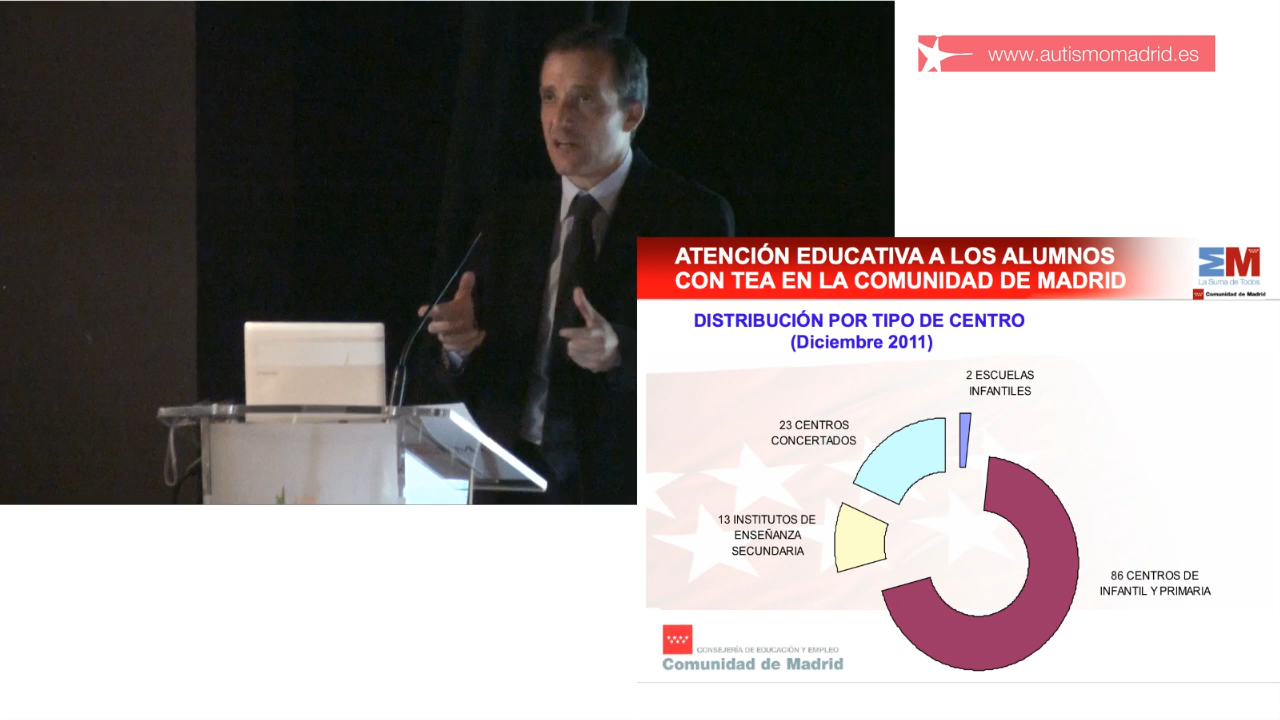 www.autismomadrid.es
ATENCIÓN EDUCATIVA A LOS ALUMNOS
CON TEA EN LA COMUNIDAD DE MADRID
EM
La Suma de Todos
Comunidad de Madrid
DISTRIBUCIÓN POR TIPO DE CENTRO
(Diciembre 2011)
2 ESCUELAS
INFANTILES
23 CENTROS
CONCERTADOS
13 INSTITUTOS DE
ENSEÑANZA
SECUNDARIA
86 CENTROS DE
INFANTIL Y PRIMARIA
CONSEJERÍA DE EDUCACIÓN Y EMPLEO
Comunidad de Madrid